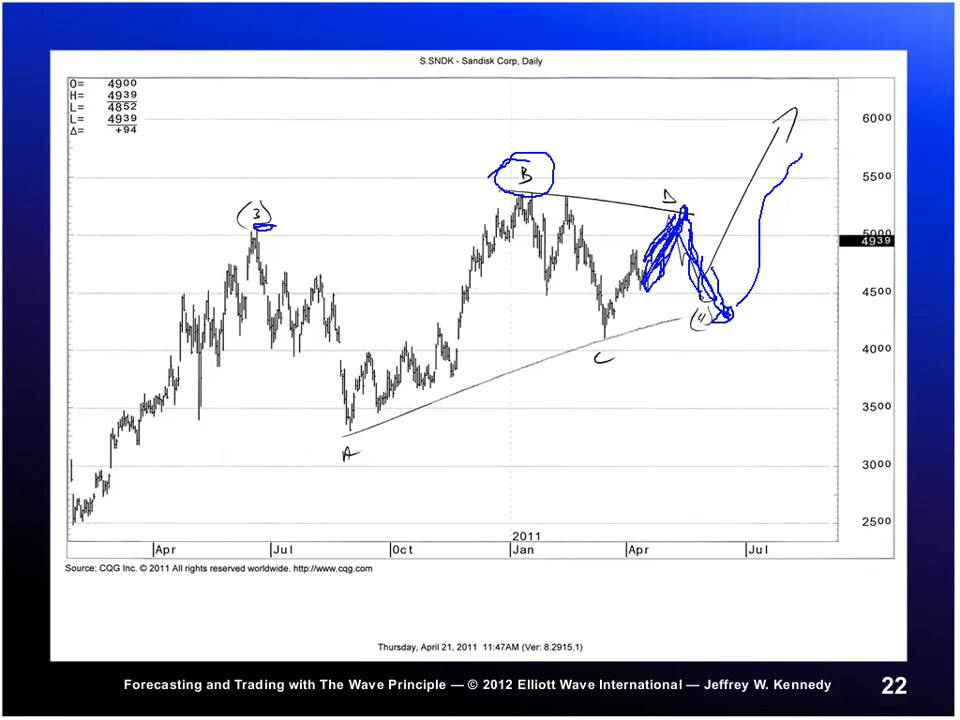 S.SNDK - Sandisk Corp, Daily
O= 4900
H= 4939
L= 4852
L= 4939
Δ= +94
6000
5500
5000
4939
4500
4000
3500
3000
2500
(3)
B
D
(4)
C
A
2011
Apr Jul Oct Jan Apr Jul
Source: CQG Inc. © 2011 All rights reserved worldwide. http://www.cqg.com
Thursday, April 21, 2011 11:47AM (Ver: 8.2915.1)
Forecasting and Trading with The Wave Principle — © 2012 Elliott Wave International — Jeffrey W. Kennedy 22